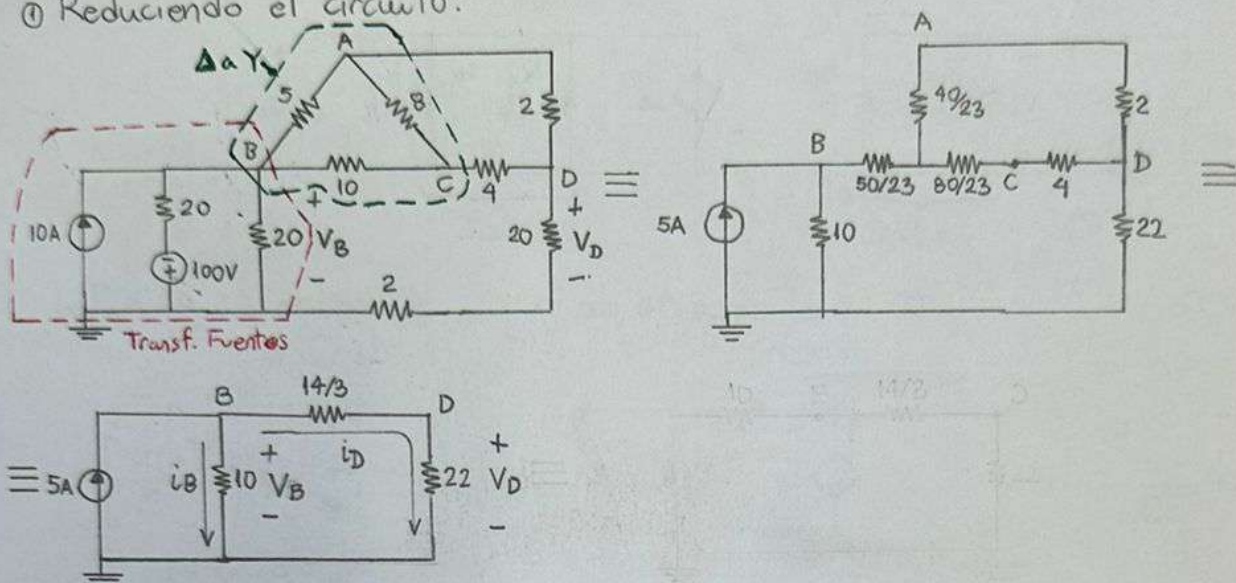 ① Reduciendo el circuito.
Δ a Y
A
5
8
2
B
10
C
4
D
10A
20
100V
20
V_B
-
+
20
V_D
-
2
Transf. Fuentes
≡
A
40/23
2
B
50/23
80/23
C
4
D
5A
10
22
≡
≡
5A
B
14/3
D
i_B
10
+
V_B
-
i_D
22
+
V_D
-